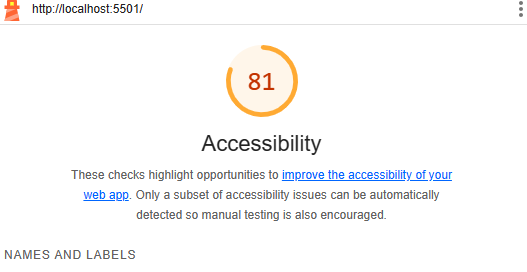 http://localhost:5501/
81
Accessibility
These checks highlight opportunities to improve the accessibility of your
web app. Only a subset of accessibility issues can be automatically
detected so manual testing is also encouraged.
NAMES AND LABELS